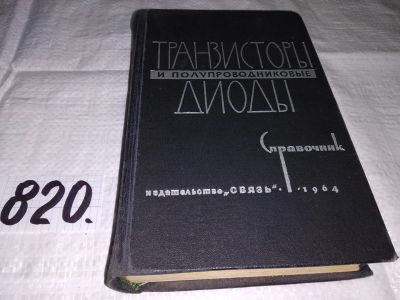 ТРАНЗИСТОРЫ
И ПОЛУПРОВОДНИКОВЫЕ
ДИОДЫ
Справочник
издательство „СВЯЗЬ“ · 1964
820.